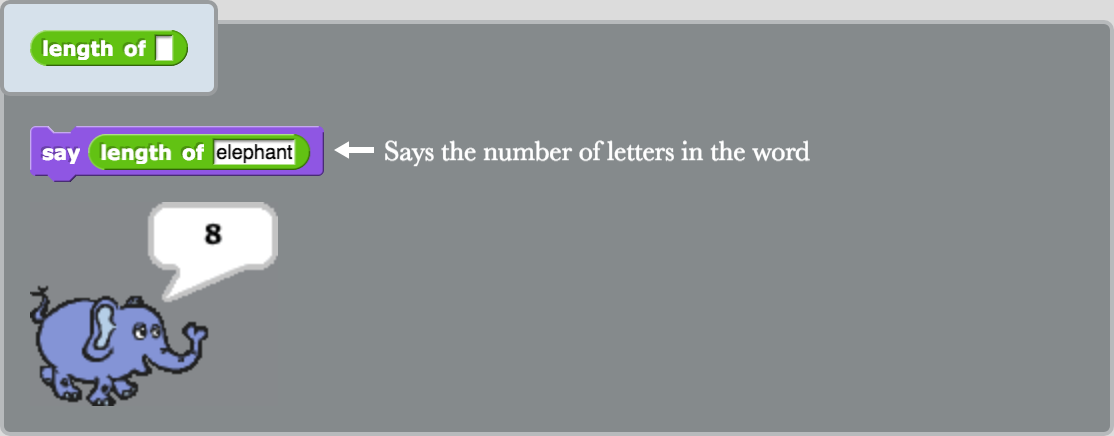 length of
say length of elephant
Says the number of letters in the word
8